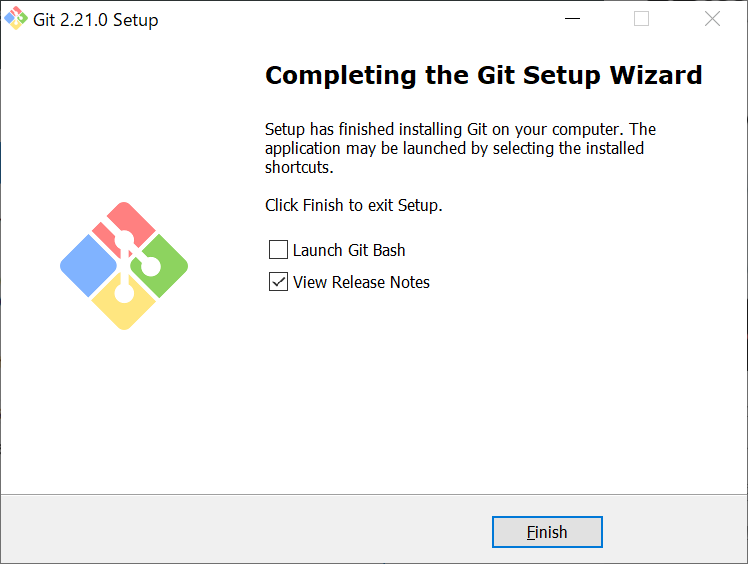 Git 2.21.0 Setup
Completing the Git Setup Wizard
Setup has finished installing Git on your computer. The
application may be launched by selecting the installed
shortcuts.
Click Finish to exit Setup.
Launch Git Bash
View Release Notes
Finish